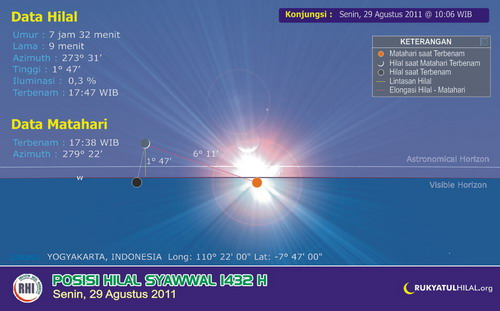 Data Hilal
Umur : 7 jam 32 menit
Lama : 9 menit
Azimuth : 273° 31'
Tinggi : 1° 47'
Iluminasi : 0,3 %
Terbenam : 17:47 WIB
Data Matahari
Terbenam : 17:38 WIB
Azimuth : 279° 22'
Konjungsi : Senin, 29 Agustus 2011 @ 10:06 WIB
KETERANGAN
Matahari saat Terbenam
Hilal saat Matahari Terbenam
Hilal saat Terbenam
Lintasan Hilal
Elongasi Hilal - Matahari
1° 47'
6° 11'
Astronomical Horizon
W
Visible Horizon
YOGYAKARTA, INDONESIA Long: 110° 22' 00" Lat: -7° 47' 00"
RHI
POSISI HILAL SYAWWAL 1432 H
Senin, 29 Agustus 2011
RUKYATULHILAL.org